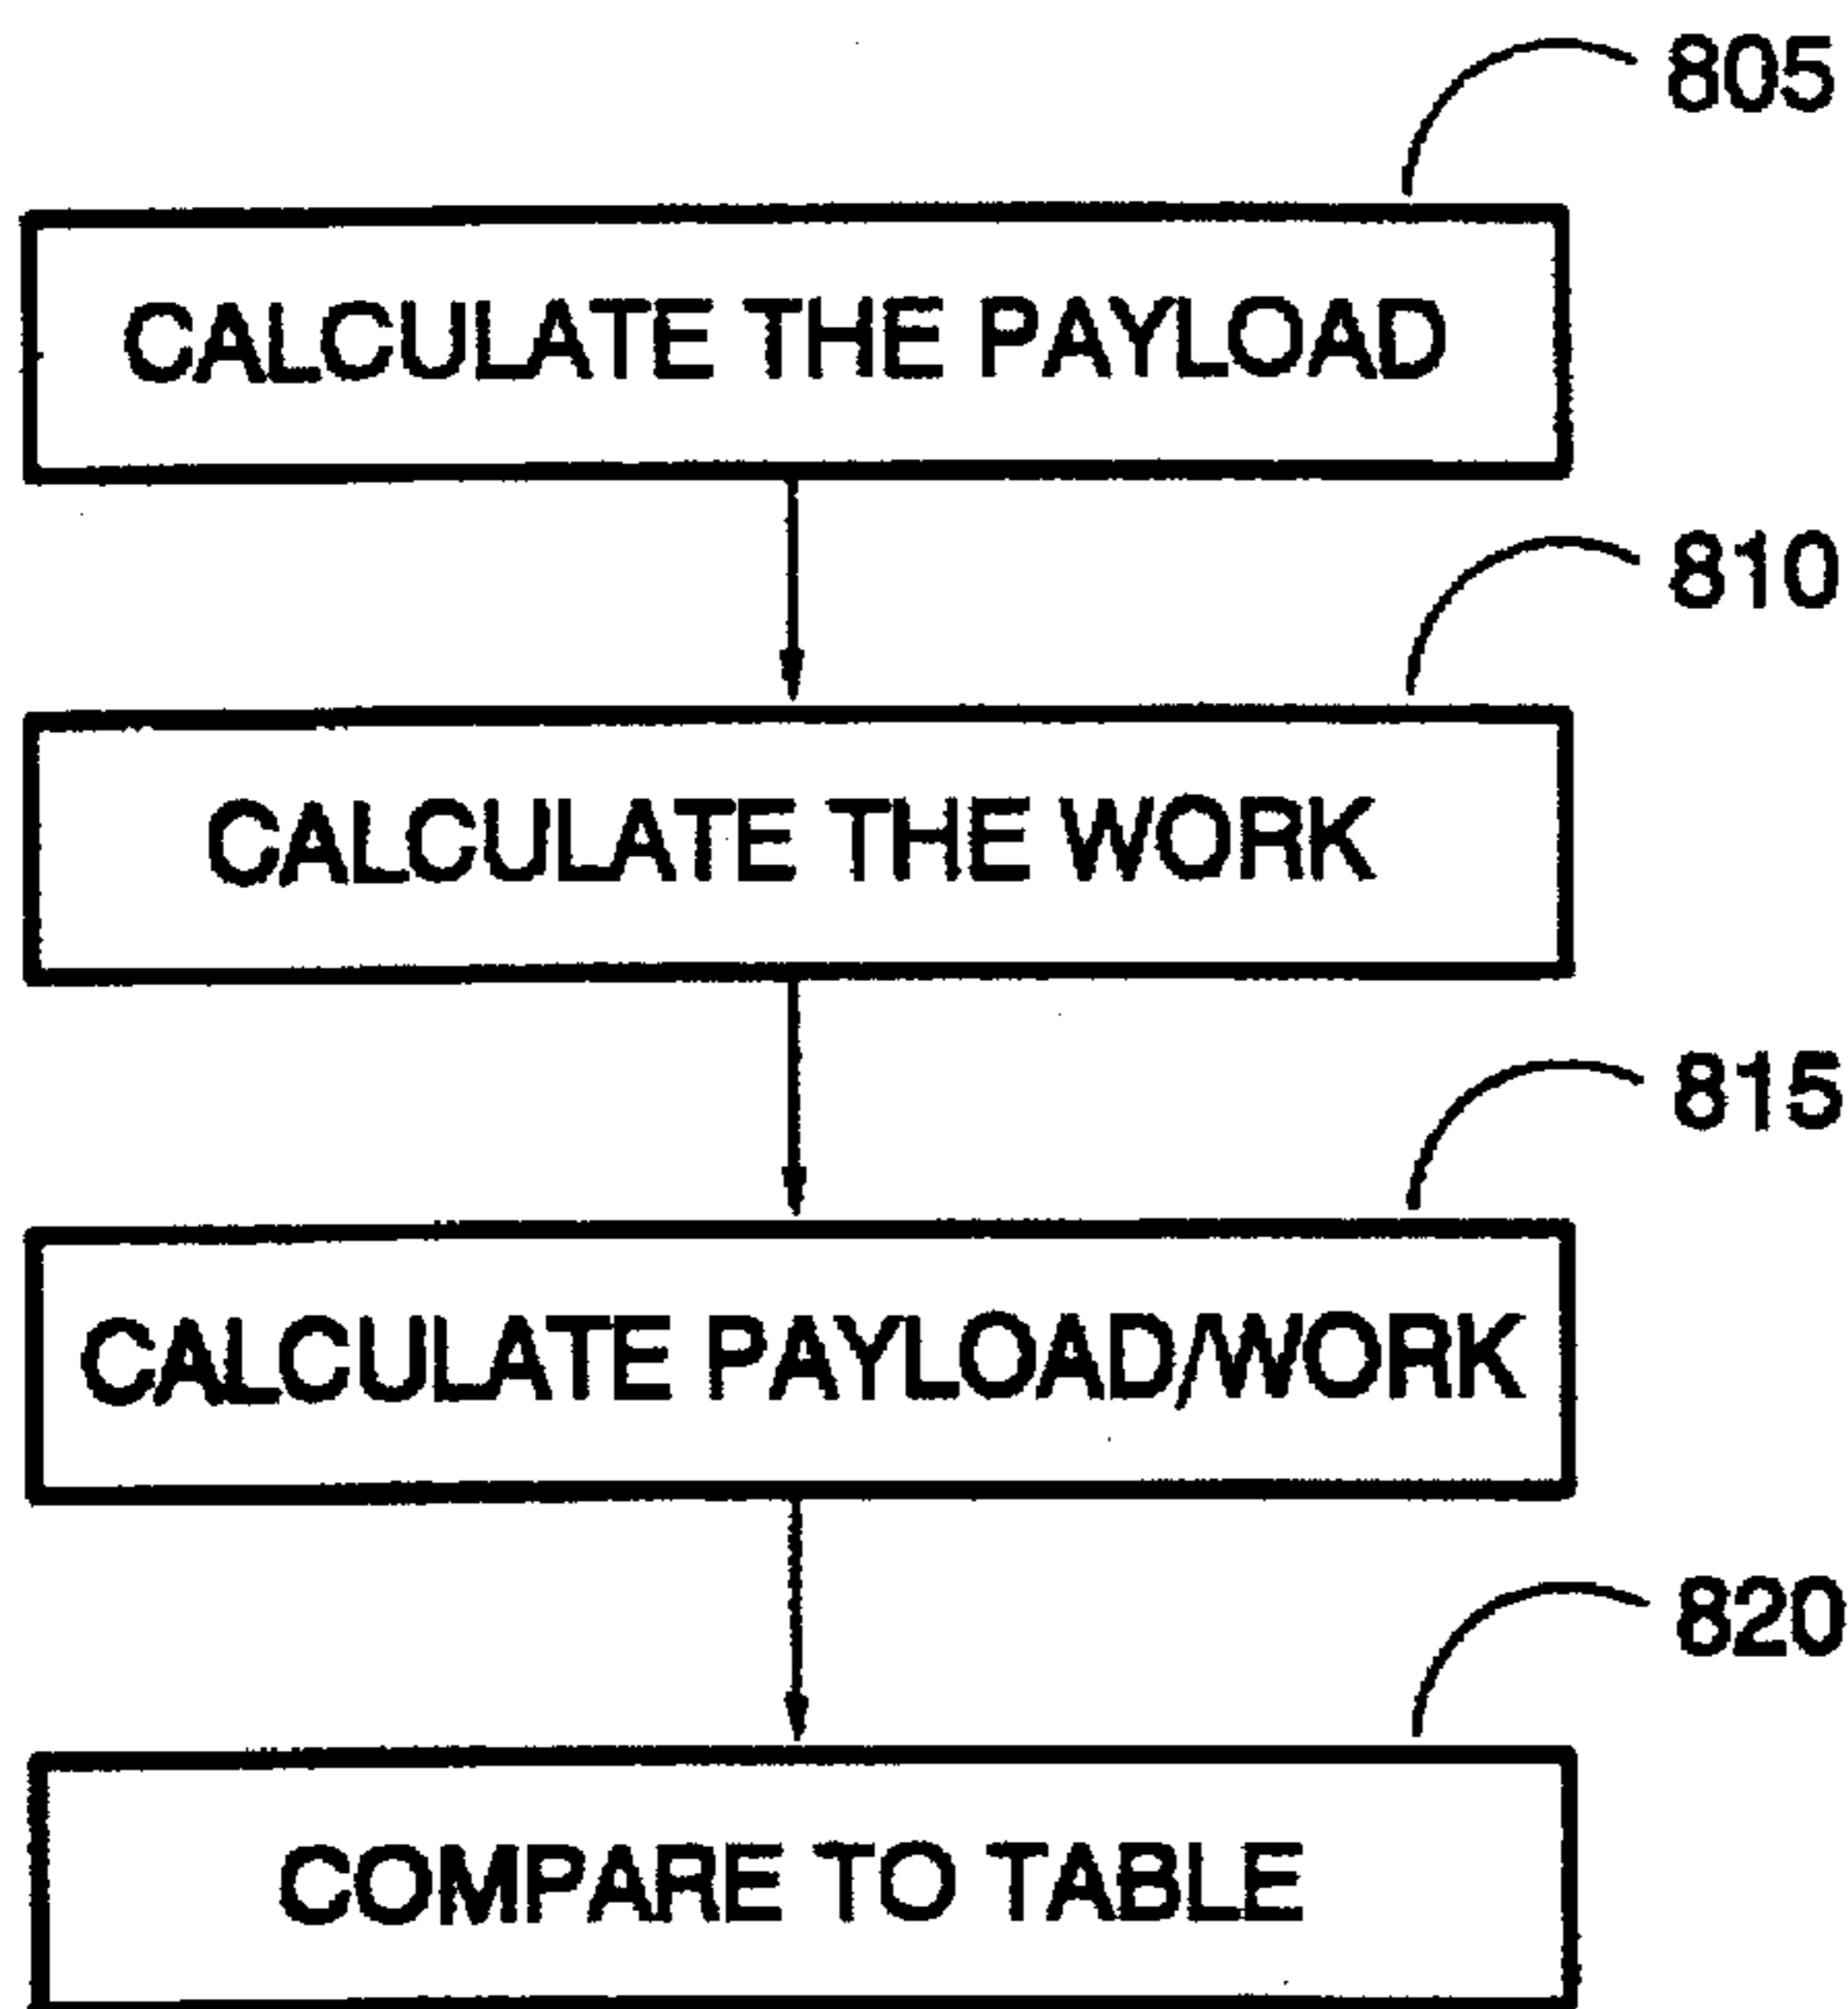 805
CALCULATE THE PAYLOAD
810
CALCULATE THE WORK
815
CALCULATE PAYLOAD/WORK
820
COMPARE TO TABLE